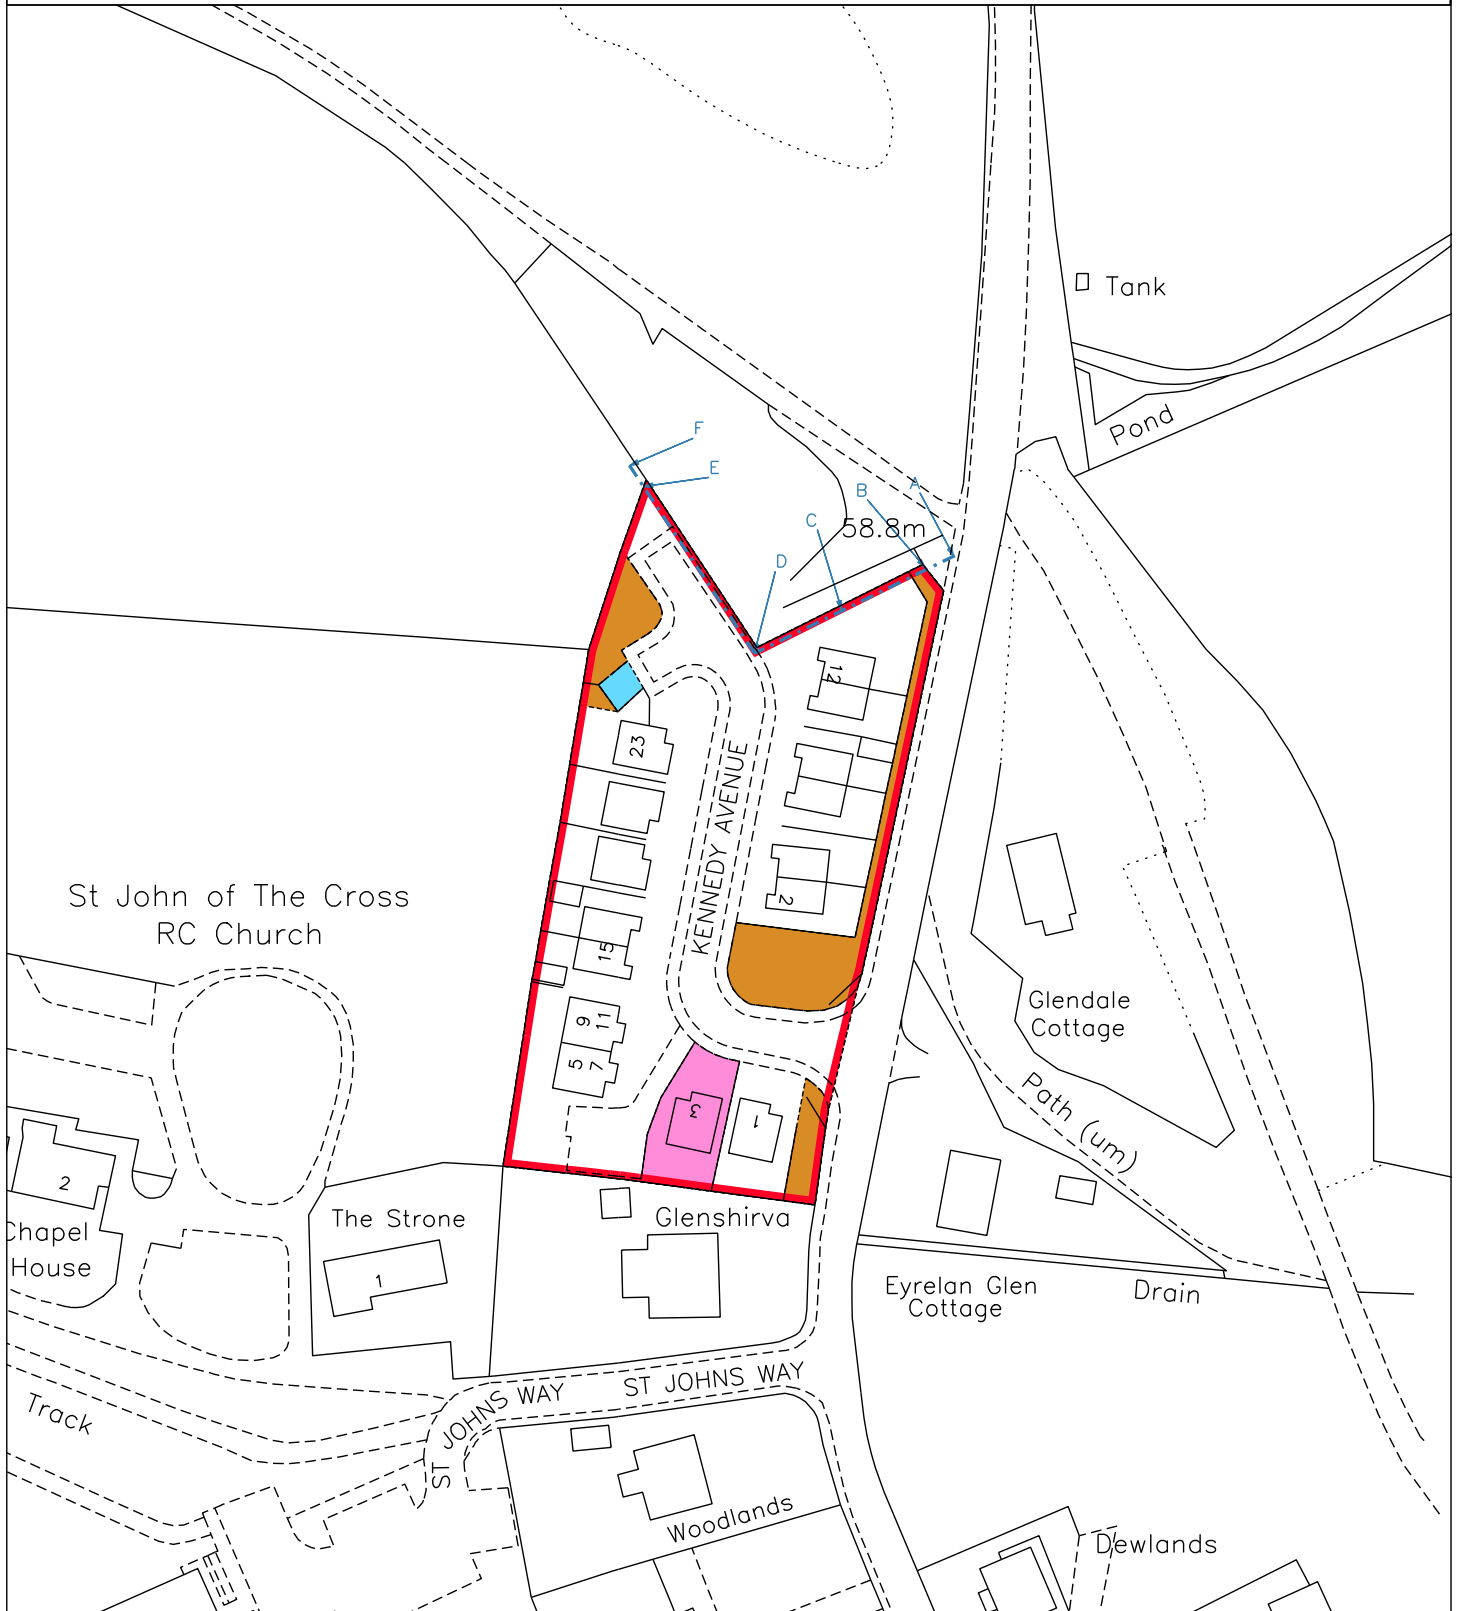 Tank
Pond
F
E
A
B
C
58.8m
D
12
23
KENNEDY AVENUE
St John of The Cross
RC Church
2
15
Glendale
Cottage
9
11
5
7
Path (um)
3
1
2
The Strone
Glenshirva
Chapel
House
1
Eyrelan Glen
Cottage
Drain
ST JOHNS WAY
ST JOHNS WAY
Track
Woodlands
Dewlands